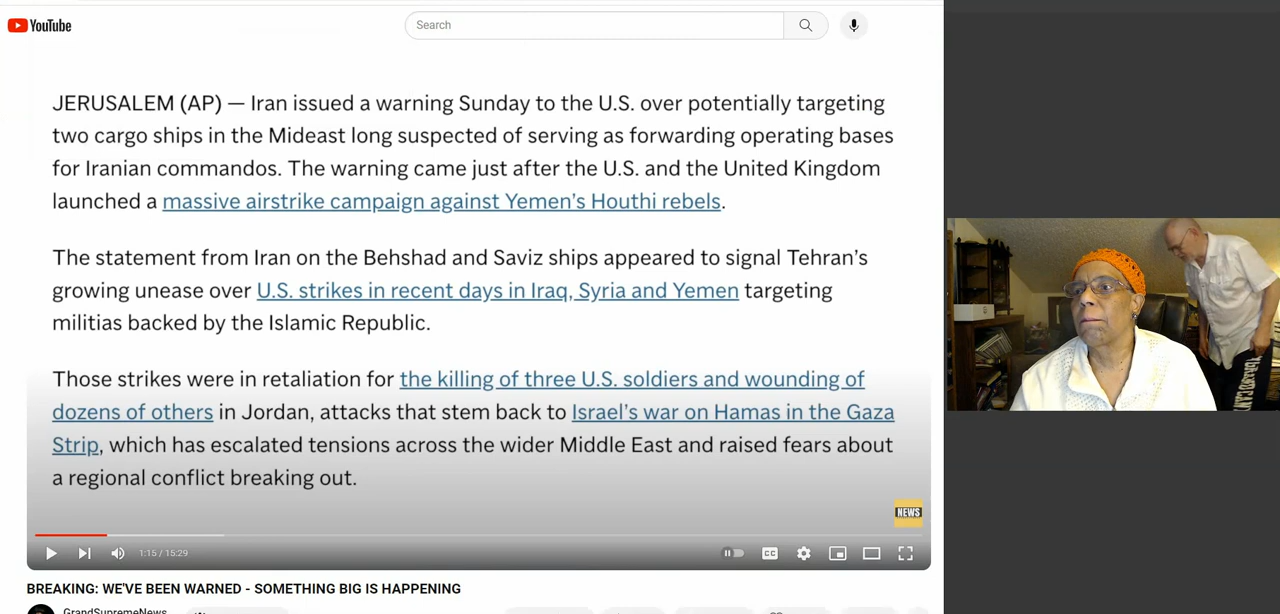 YouTube
Search
JERUSALEM (AP) — Iran issued a warning Sunday to the U.S. over potentially targeting
two cargo ships in the Mideast long suspected of serving as forwarding operating bases
for Iranian commandos. The warning came just after the U.S. and the United Kingdom
launched a massive airstrike campaign against Yemen's Houthi rebels.
The statement from Iran on the Behshad and Saviz ships appeared to signal Tehran's
growing unease over U.S. strikes in recent days in Iraq, Syria and Yemen targeting
militias backed by the Islamic Republic.
Those strikes were in retaliation for the killing of three U.S. soldiers and wounding of
dozens of others in Jordan, attacks that stem back to Israel's war on Hamas in the Gaza
Strip, which has escalated tensions across the wider Middle East and raised fears about
a regional conflict breaking out.
NEWS
1:15 / 15:29
CC
BREAKING: WE'VE BEEN WARNED - SOMETHING BIG IS HAPPENING
GrandSupremeNews